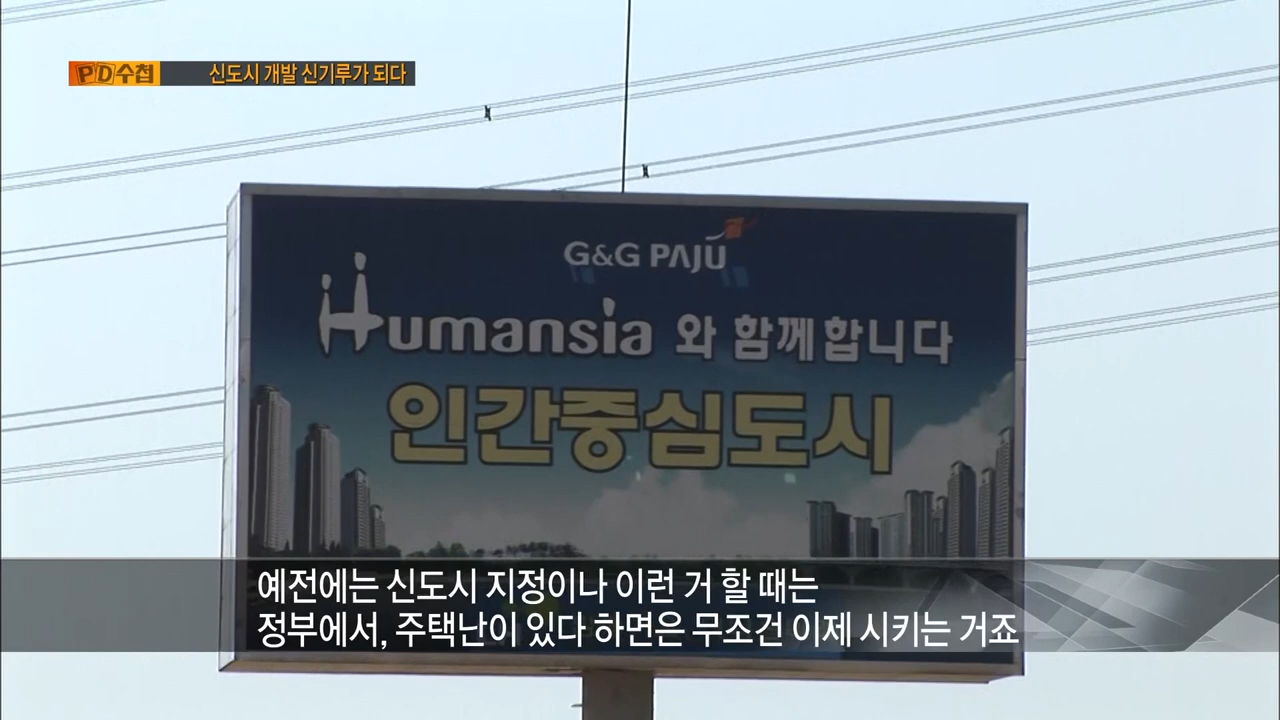 PD수첩 신도시 개발 신기루가 되다
G&G PAJU
Humansia 와 함께합니다
인간중심도시
예전에는 신도시 지정이나 이런 거 할 때는
정부에서, 주택난이 있다 하면은 무조건 이제 시키는 거죠